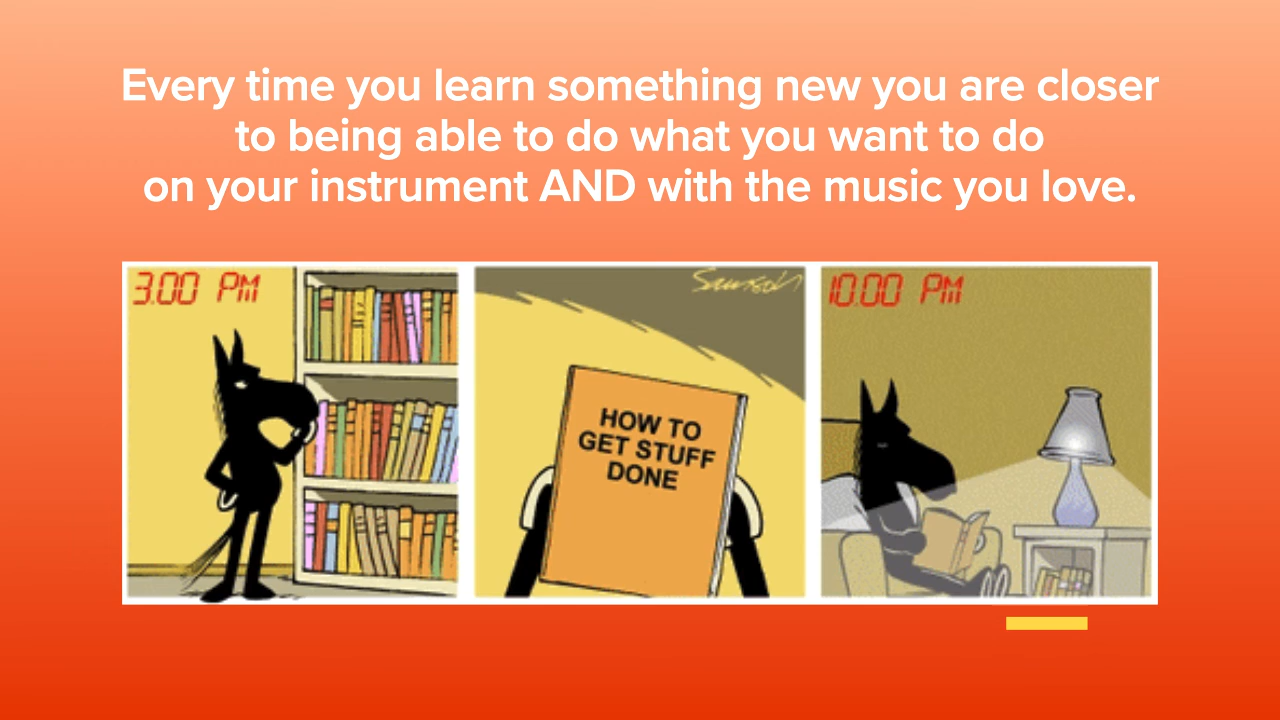 Every time you learn something new you are closer
to being able to do what you want to do
on your instrument AND with the music you love.
3.00 PM
HOW TO
GET STUFF
DONE
10.00 PM